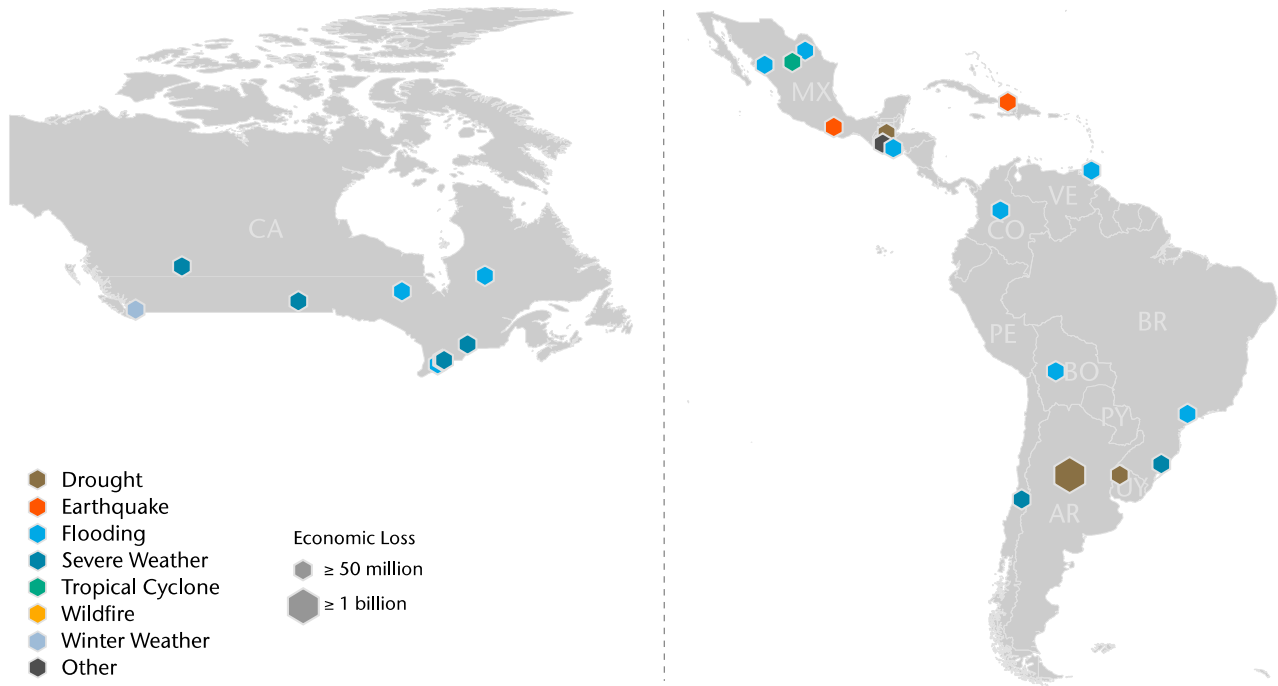 CA
MX
VE
CO
PE
BR
BO
PY
UY
AR
Drought
Earthquake
Flooding
Severe Weather
Tropical Cyclone
Wildfire
Winter Weather
Other
Economic Loss
≥ 50 million
≥ 1 billion